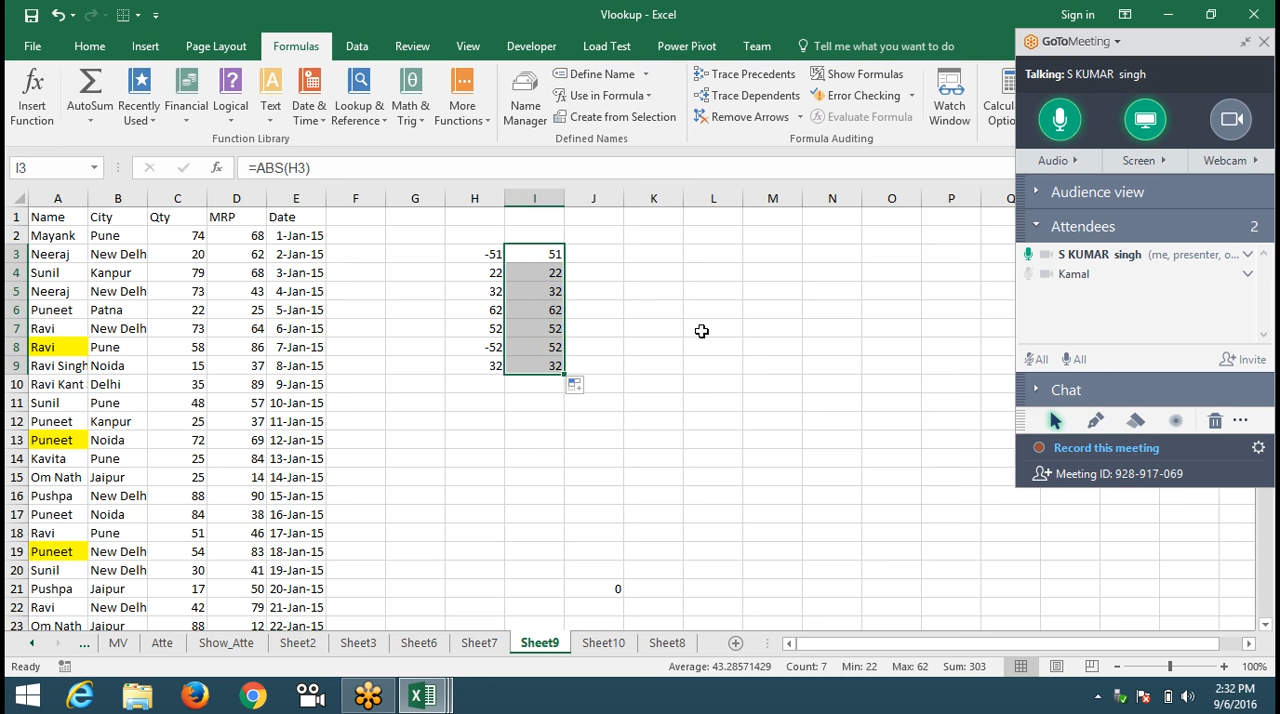 Vlookup - Excel
Sign in
File Home Insert Page Layout Formulas Data Review View Developer Load Test Power Pivot Team Tell me what you want to do
Insert Function
AutoSum
Recently Used
Financial
Logical
Text
Date & Time
Lookup & Reference
Math & Trig
More Functions
Function Library
Name Manager
Define Name
Use in Formula
Create from Selection
Defined Names
Trace Precedents
Trace Dependents
Remove Arrows
Show Formulas
Error Checking
Evaluate Formula
Formula Auditing
Watch Window
I3
=ABS(H3)
A B C D E F G H I J K L M N O P
1 Name City Qty MRP Date
2 Mayank Pune 74 68 1-Jan-15
3 Neeraj New Delh 20 62 2-Jan-15 -51 51
4 Sunil Kanpur 79 68 3-Jan-15 22 22
5 Neeraj New Delh 73 43 4-Jan-15 32 32
6 Puneet Patna 22 25 5-Jan-15 62 62
7 Ravi New Delh 73 64 6-Jan-15 52 52
8 Ravi Pune 58 86 7-Jan-15 -52 52
9 Ravi Singh Noida 15 37 8-Jan-15 32 32
10 Ravi Kant Delhi 35 89 9-Jan-15
11 Sunil Pune 48 57 10-Jan-15
12 Puneet Kanpur 25 37 11-Jan-15
13 Puneet Noida 72 69 12-Jan-15
14 Kavita Pune 25 84 13-Jan-15
15 Om Nath Jaipur 25 14 14-Jan-15
16 Pushpa New Delh 88 90 15-Jan-15
17 Puneet Noida 84 38 16-Jan-15
18 Ravi Pune 51 46 17-Jan-15
19 Puneet New Delh 54 83 18-Jan-15
20 Sunil New Delh 30 41 19-Jan-15
21 Pushpa Jaipur 17 50 20-Jan-15 0
22 Ravi New Delh 42 79 21-Jan-15
23 Om Nath Jaipur 88 12 22-Jan-15
... MV Atte Show_Atte Sheet2 Sheet3 Sheet6 Sheet7 Sheet9 Sheet10 Sheet8
Ready Average: 43.28571429 Count: 7 Min: 22 Max: 62 Sum: 303 100%
GoToMeeting
Talking: S KUMAR singh
Audio Screen Webcam
Audience view
Attendees 2
S KUMAR singh (me, presenter, o...
Kamal
All All Invite
Chat
Record this meeting
Meeting ID: 928-917-069
2:32 PM
9/6/2016